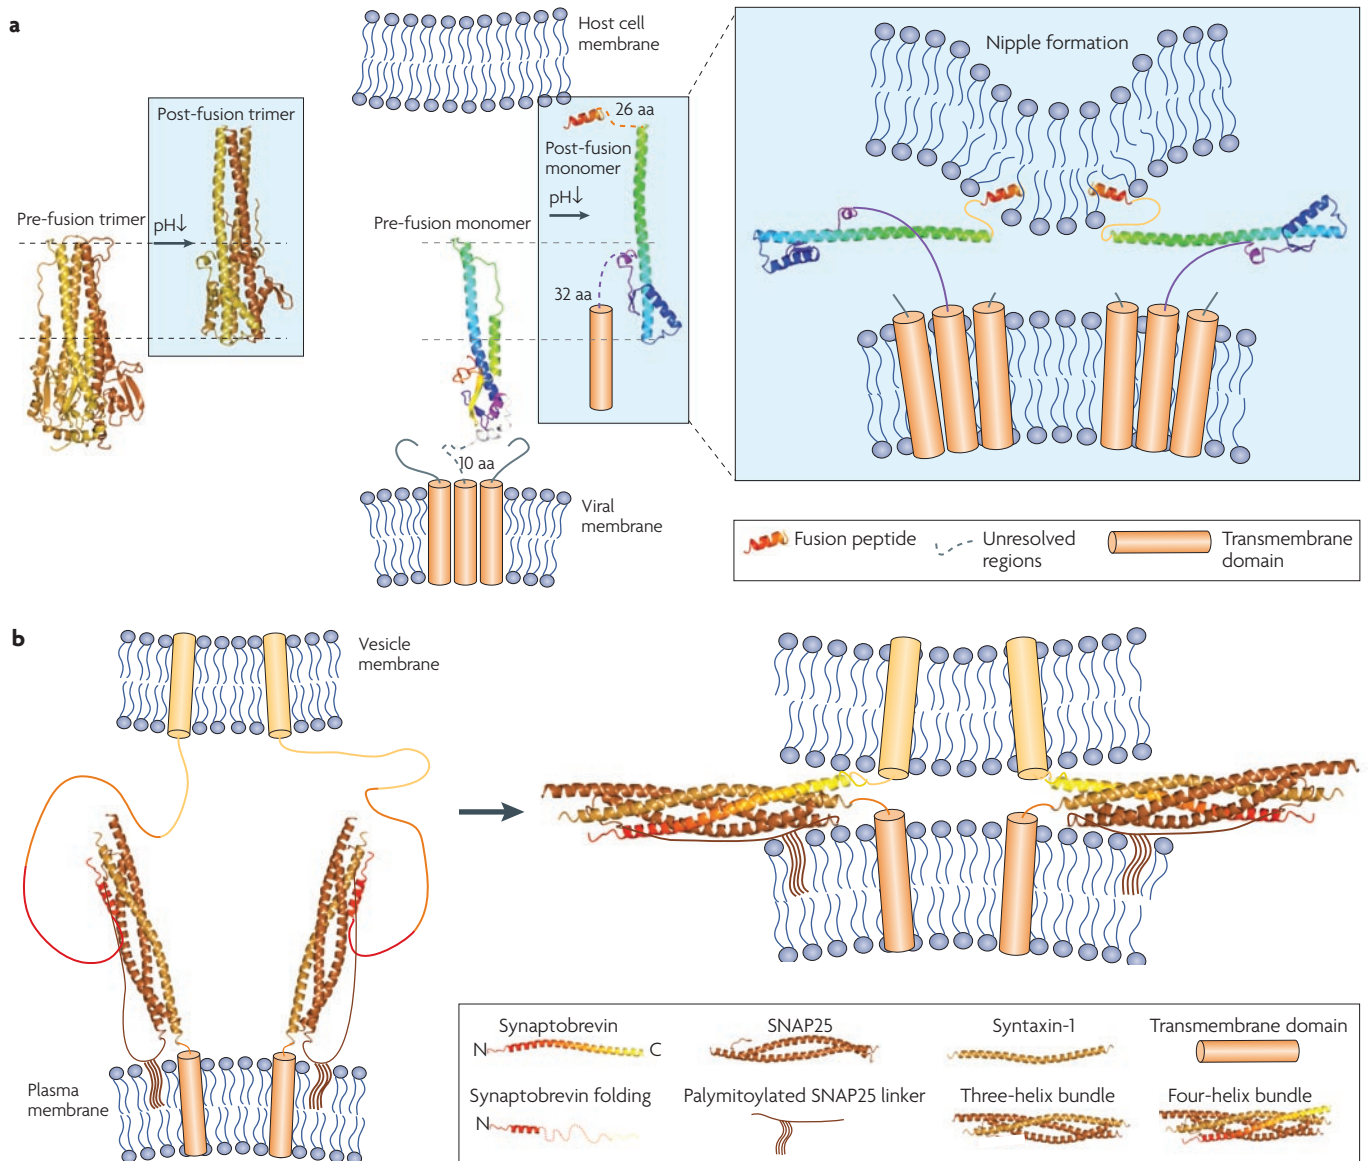 a
Host cell
membrane
Nipple formation
Post-fusion trimer
26 aa
Post-fusion
monomer
pH↓
Pre-fusion trimer
pH↓
Pre-fusion monomer
32 aa
10 aa
Viral
membrane
Fusion peptide
Unresolved
regions
Transmembrane
domain
b
Vesicle
membrane
Plasma
membrane
Synaptobrevin
N
C
SNAP25
Syntaxin-1
Transmembrane domain
Synaptobrevin folding
N
Palymitoylated SNAP25 linker
Three-helix bundle
Four-helix bundle